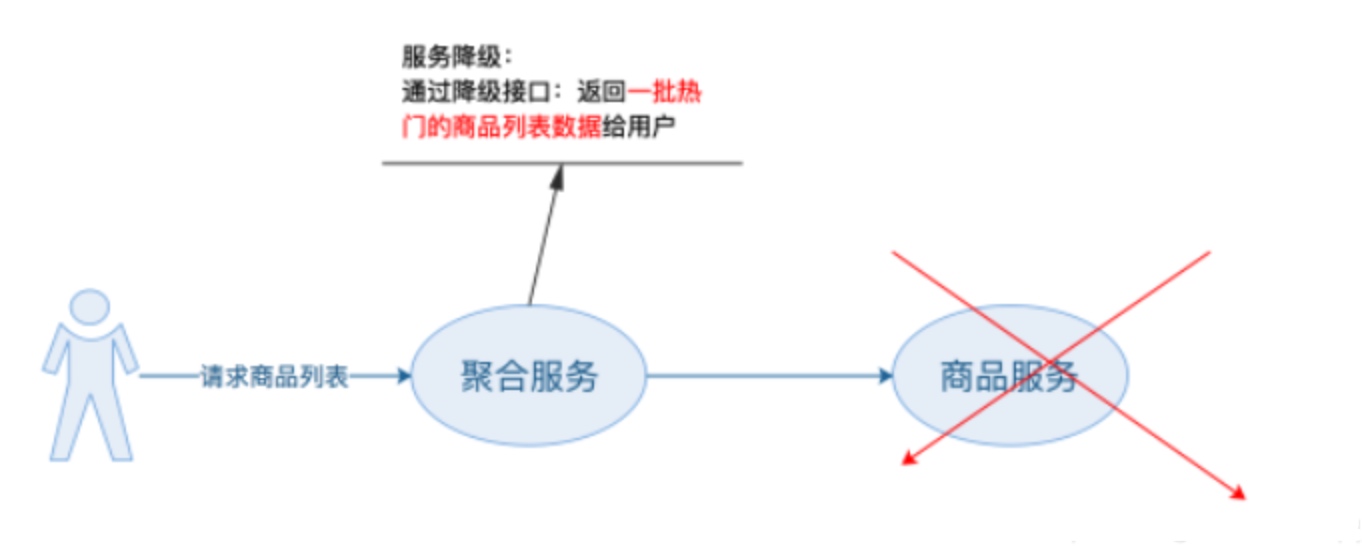 服务降级：
通过降级接口：返回一批热
门的商品列表数据给用户
请求商品列表
聚合服务
商品服务